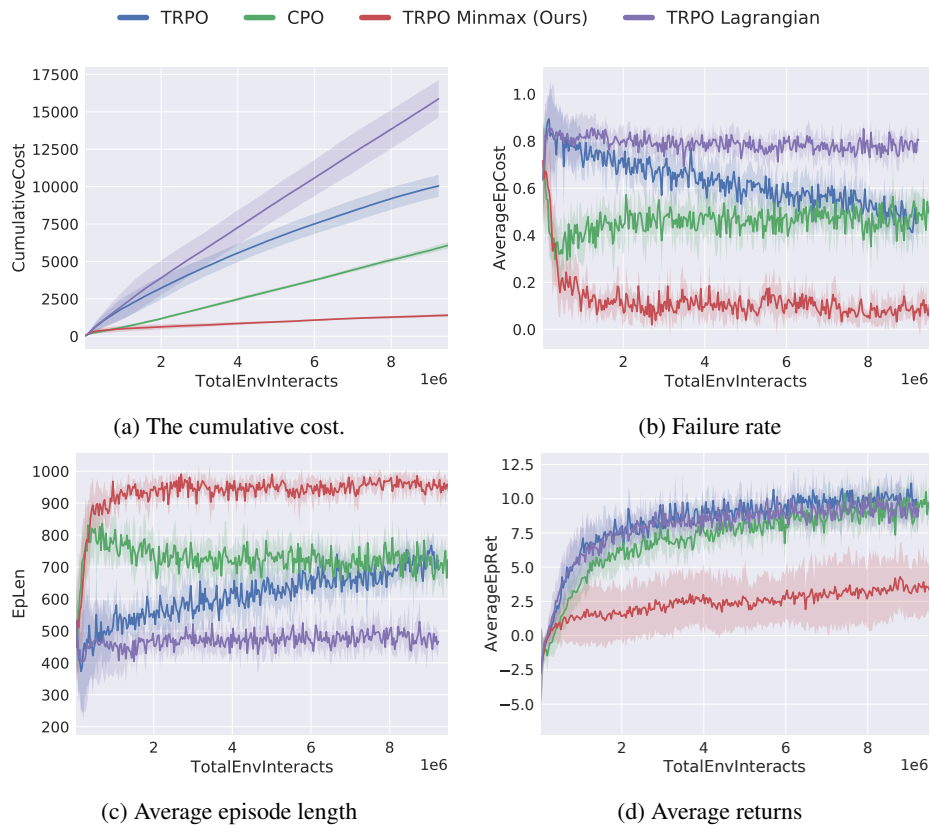 TRPO CPO TRPO Minmax (Ours) TRPO Lagrangian
17500
15000
12500
10000
7500
5000
2500
0
CumulativeCost
2 4 6 8
1e6
TotalEnvInteracts
(a) The cumulative cost.
1.0
0.8
0.6
0.4
0.2
0.0
AverageEpCost
2 4 6 8
1e6
TotalEnvInteracts
(b) Failure rate
1000
900
800
700
600
500
400
300
200
EpLen
2 4 6 8
1e6
TotalEnvInteracts
(c) Average episode length
12.5
10.0
7.5
5.0
2.5
0.0
−2.5
−5.0
AverageEpRet
2 4 6 8
1e6
TotalEnvInteracts
(d) Average returns